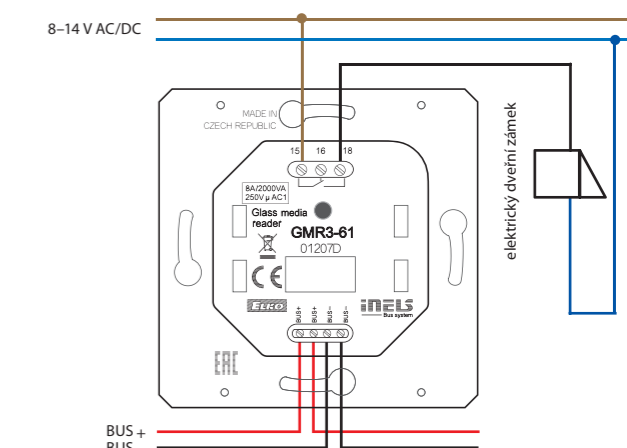 8–14 V AC/DC
MADE IN
CZECH REPUBLIC
15 16 18
8A/2000VA
250V µ AC1
Glass media
reader
GMR3-61
01207D
CE
ELKO
iNELS
Bus system
BUS+ BUS+ BUS− BUS−
EAC
elektrický dveřní zámek
BUS +
BUS